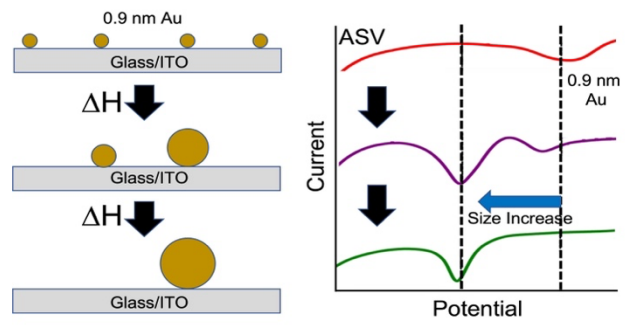 0.9 nm Au
Glass/ITO
ΔH
Glass/ITO
ΔH
Glass/ITO
ASV
0.9 nm
Au
Size Increase
Current
Potential